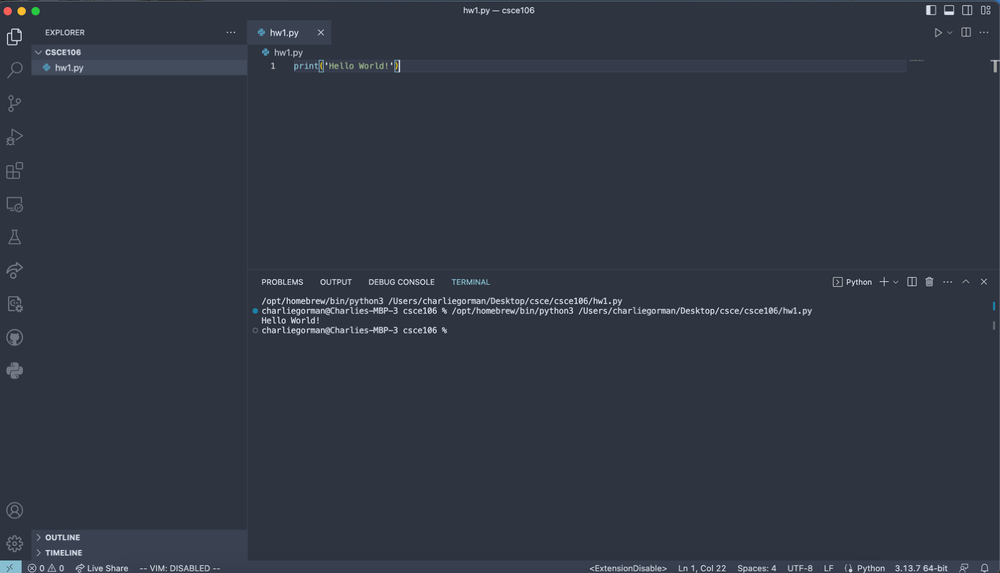 hw1.py — csce106
EXPLORER
CSCE106
hw1.py
OUTLINE
TIMELINE
hw1.py
hw1.py
1 print('Hello World!')
PROBLEMS OUTPUT DEBUG CONSOLE TERMINAL Python
/opt/homebrew/bin/python3 /Users/charliegorman/Desktop/csce/csce106/hw1.py
charliegorman@Charlies-MBP-3 csce106 % /opt/homebrew/bin/python3 /Users/charliegorman/Desktop/csce/csce106/hw1.py
Hello World!
charliegorman@Charlies-MBP-3 csce106 %
0 0 Live Share -- VIM: DISABLED -- <ExtensionDisable> Ln 1, Col 22 Spaces: 4 UTF-8 LF Python 3.13.7 64-bit